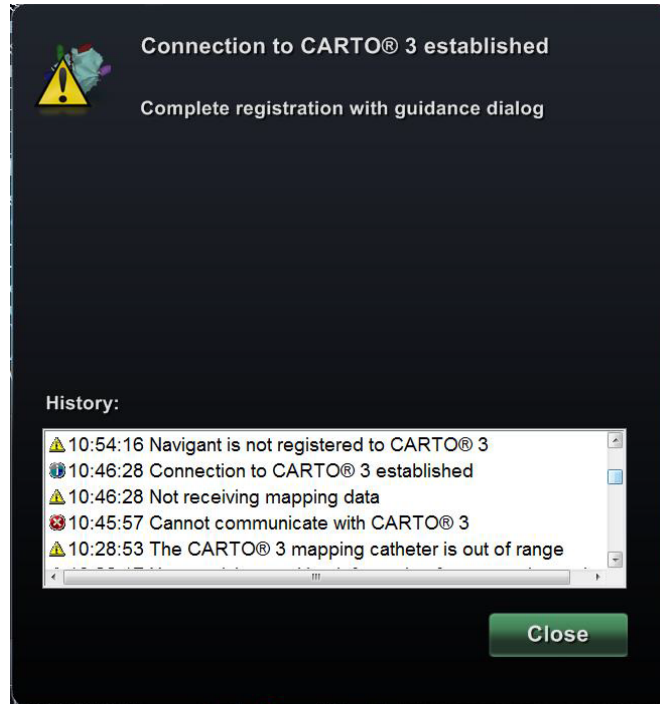 Connection to CARTO® 3 established
Complete registration with guidance dialog
History:
10:54:16 Navigant is not registered to CARTO® 3
10:46:28 Connection to CARTO® 3 established
10:46:28 Not receiving mapping data
10:45:57 Cannot communicate with CARTO® 3
10:28:53 The CARTO® 3 mapping catheter is out of range
Close